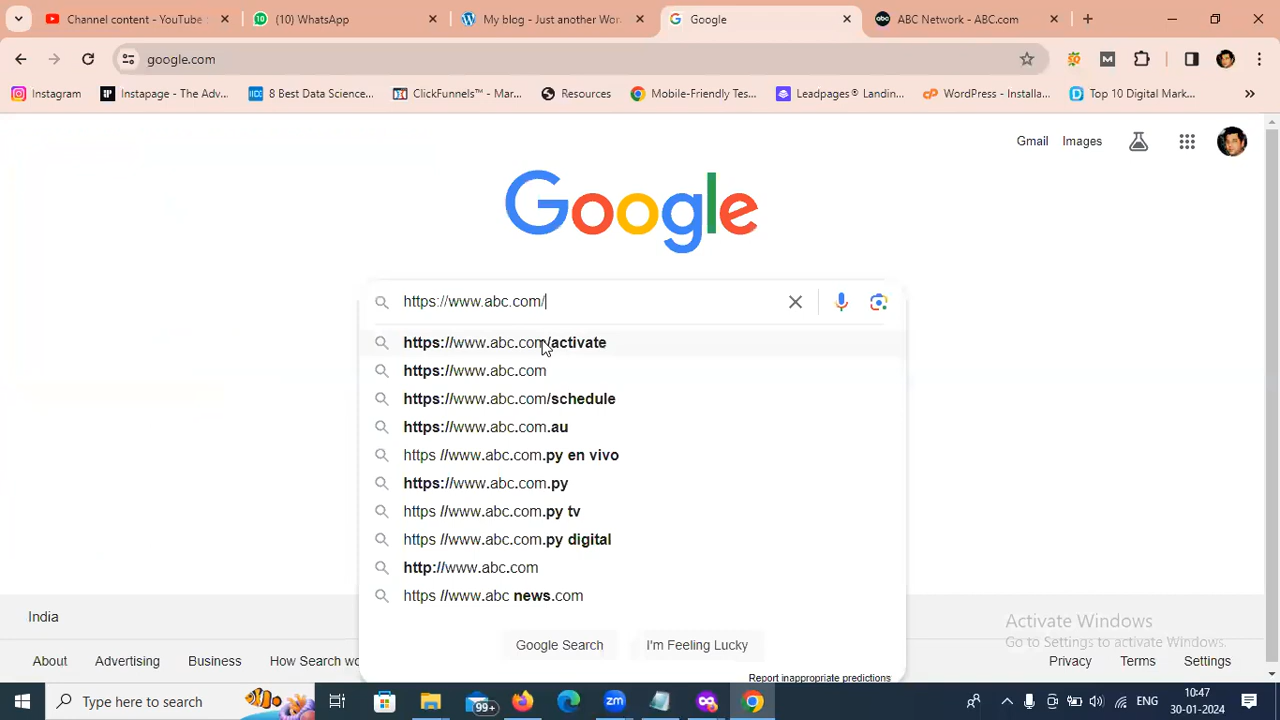 Channel content - YouTube
(10) WhatsApp
My blog - Just another Wor
Google
abc
ABC Network - ABC.com
google.com
M
Instagram
Instapage - The Adv...
8 Best Data Science...
ClickFunnels™ - Mar...
Resources
Mobile-Friendly Tes...
Leadpages® Landin...
WordPress - Installa...
Top 10 Digital Mark...
Gmail
Images
Google
https://www.abc.com/
https://www.abc.com/activate
https://www.abc.com
https://www.abc.com/schedule
https://www.abc.com.au
https //www.abc.com.py en vivo
https://www.abc.com.py
https //www.abc.com.py tv
https //www.abc.com.py digital
http://www.abc.com
https //www.abc news.com
Google Search
I'm Feeling Lucky
Report inappropriate predictions
India
Activate Windows
Go to Settings to activate Windows.
About
Advertising
Business
How Search wo
Privacy
Terms
Settings
Type here to search
99+
zm
ENG
10:47
30-01-2024